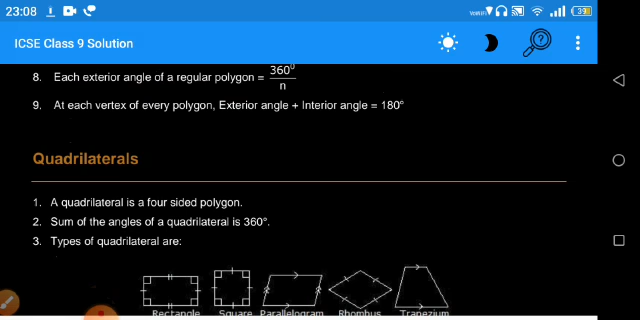 23:08 39
ICSE Class 9 Solution
8. Each exterior angle of a regular polygon = 360⁰
n
9. At each vertex of every polygon, Exterior angle + Interior angle = 180°
Quadrilaterals
1. A quadrilateral is a four sided polygon.
2. Sum of the angles of a quadrilateral is 360°.
3. Types of quadrilateral are:
Rectangle Square Parallelogram Rhombus Trapezium